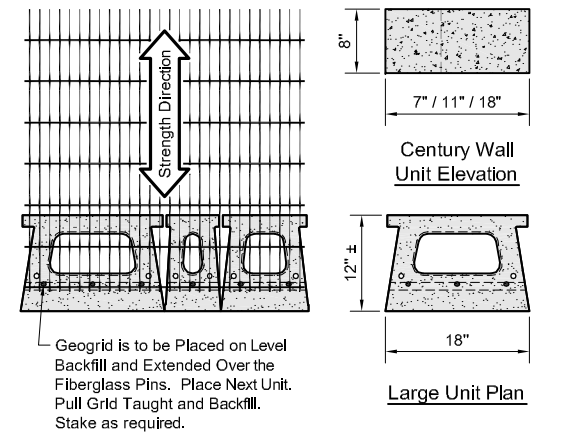 Strength Direction
8"
7" / 11" / 18"
Century Wall
Unit Elevation
12" ±
18"
Large Unit Plan
Geogrid is to be Placed on Level
Backfill and Extended Over the
Fiberglass Pins. Place Next Unit.
Pull Grid Taught and Backfill.
Stake as required.